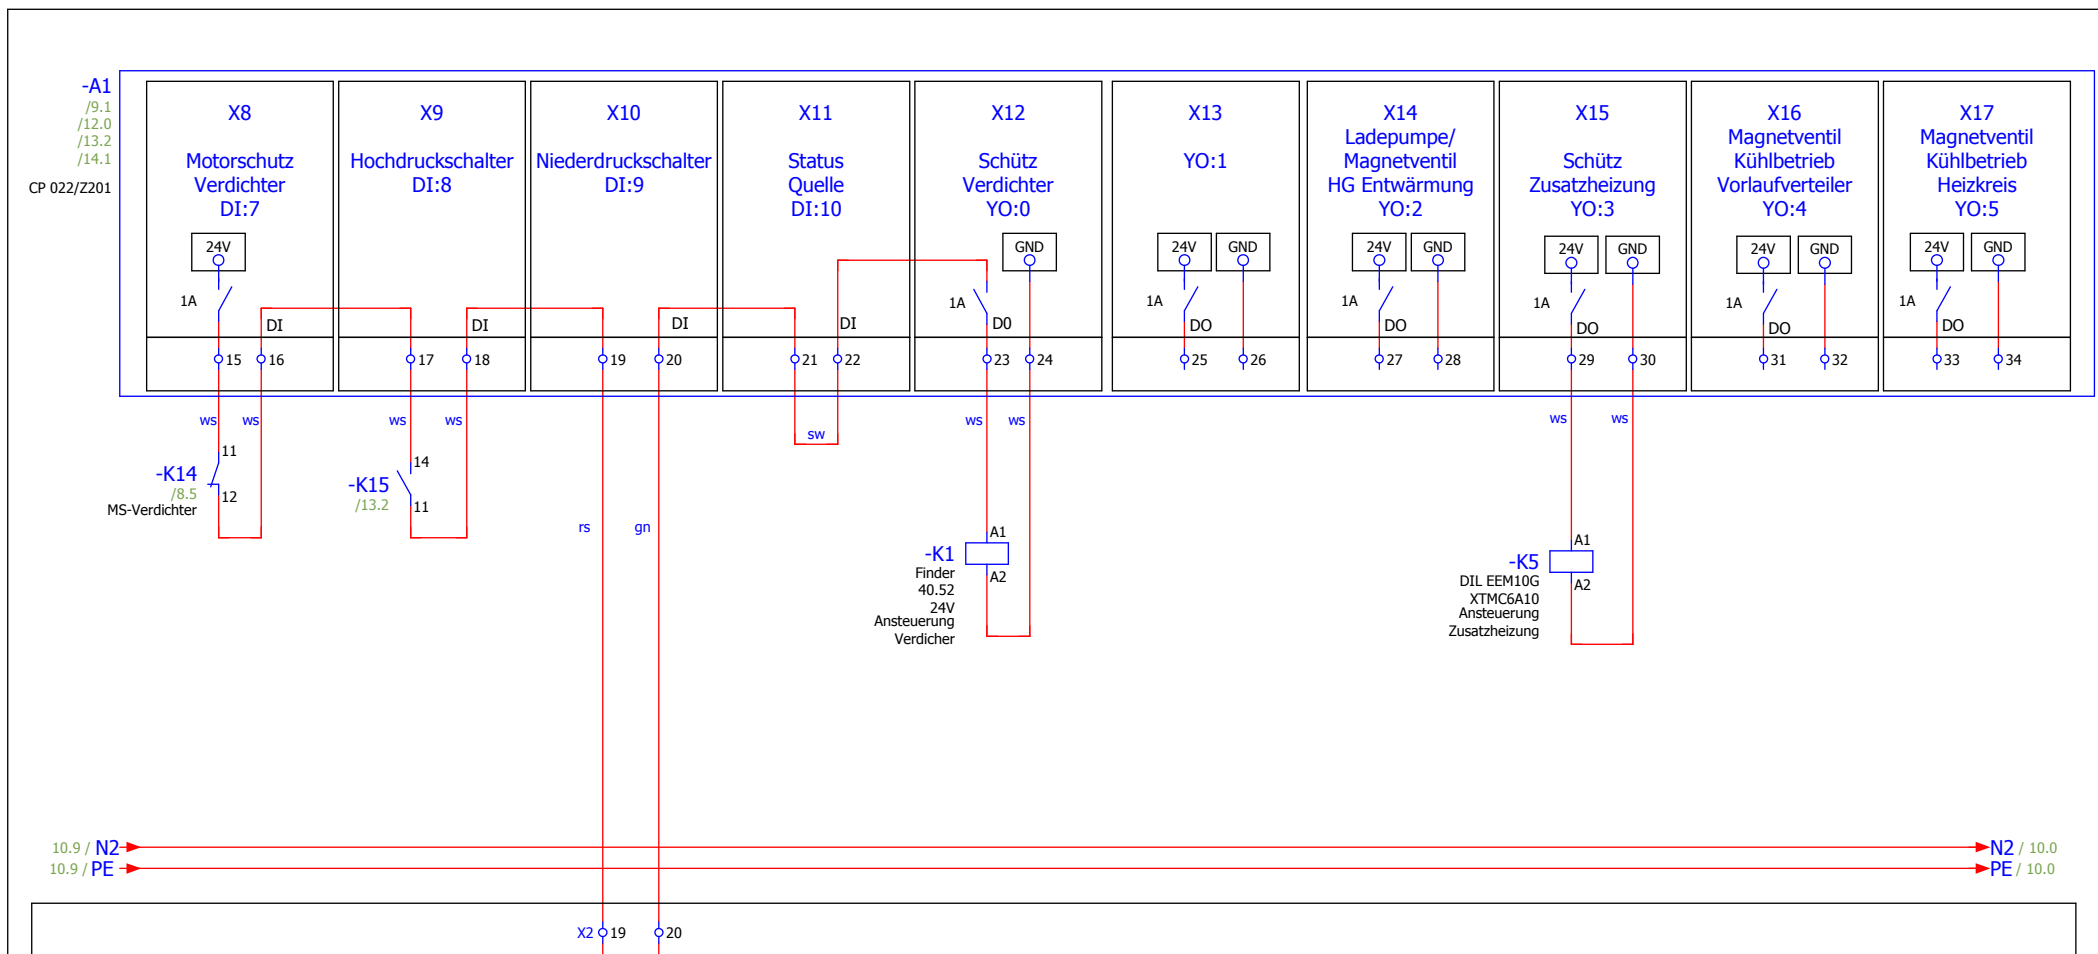 -A1
/9.1
/12.0
/13.2
/14.1
CP 022/Z201
X8
Motorschutz
Verdichter
DI:7
24V
1A
DI
15
16
X9
Hochdruckschalter
DI:8
DI
17
18
X10
Niederdruckschalter
DI:9
DI
19
20
X11
Status
Quelle
DI:10
DI
21
22
X12
Schütz
Verdichter
YO:0
GND
1A
D0
23
24
X13
YO:1
24V
GND
1A
DO
25
26
X14
Ladepumpe/
Magnetventil
HG Entwärmung
YO:2
24V
GND
1A
DO
27
28
X15
Schütz
Zusatzheizung
YO:3
24V
GND
1A
DO
29
30
X16
Magnetventil
Kühlbetrieb
Vorlaufverteiler
YO:4
24V
GND
1A
DO
31
32
X17
Magnetventil
Kühlbetrieb
Heizkreis
YO:5
24V
GND
1A
DO
33
34
ws
ws
11
-K14
/8.5
12
MS-Verdichter
ws
ws
14
-K15
/13.2
11
rs
gn
sw
ws
ws
A1
-K1
A2
Finder
40.52
24V
Ansteuerung
Verdicher
ws
ws
A1
-K5
A2
DIL EEM10G
XTMC6A10
Ansteuerung
Zusatzheizung
10.9 / N2
N2 / 10.0
10.9 / PE
PE / 10.0
X2
19
20